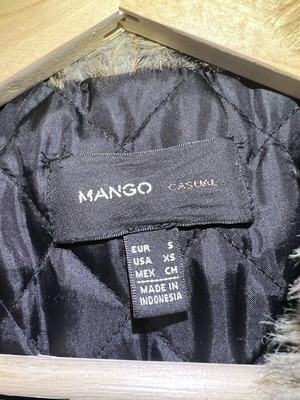 MANGO CASUAL
EUR S
USA XS
MEX CH
MADE IN
INDONESIA